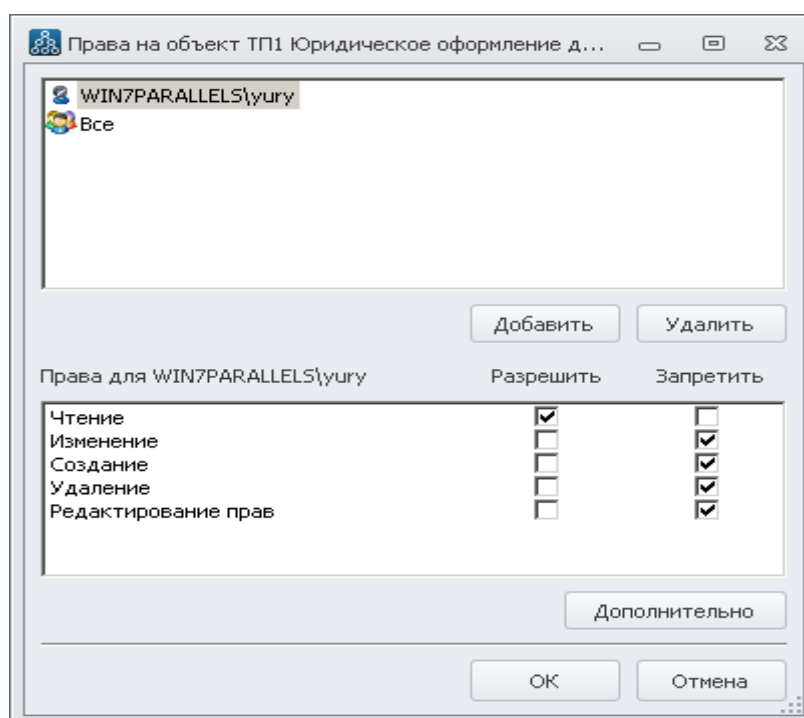 Права на объект ТП1 Юридическое оформление д...
WIN7PARALLELS\yury
Все
Добавить
Удалить
Права для WIN7PARALLELS\yury Разрешить Запретить
Чтение
Изменение
Создание
Удаление
Редактирование прав
Дополнительно
ОК
Отмена